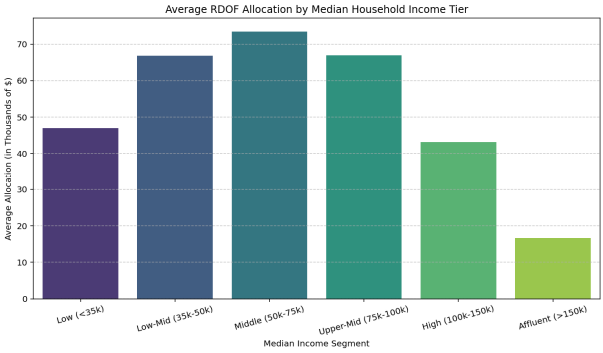 Average RDOF Allocation by Median Household Income Tier
Average Allocation (in Thousands of $)
70
60
50
40
30
20
10
0
Low (<35k)
Low-Mid (35k-50k)
Middle (50k-75k)
Upper-Mid (75k-100k)
High (100k-150k)
Affluent (>150k)
Median Income Segment